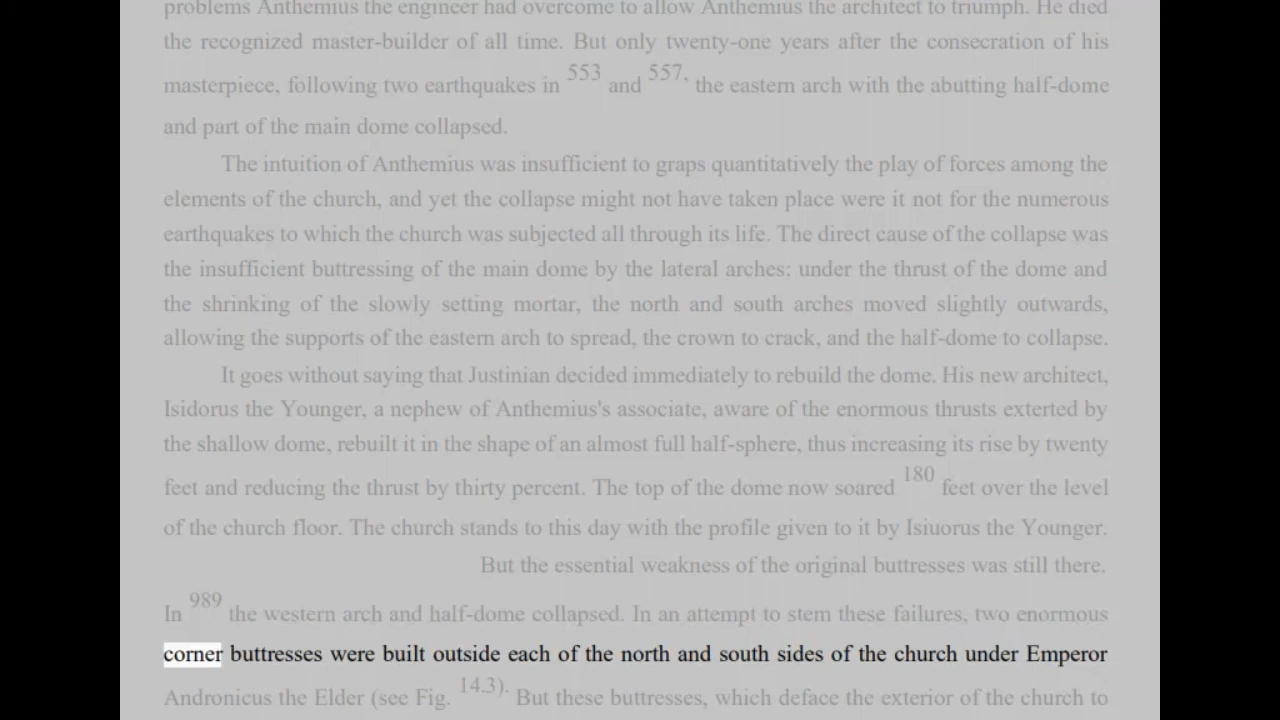 problems Anthemius the engineer had overcome to allow Anthemius the architect to triumph. He died
the recognized master-builder of all time. But only twenty-one years after the consecration of his
masterpiece, following two earthquakes in 553 and 557, the eastern arch with the abutting half-dome
and part of the main dome collapsed.
The intuition of Anthemius was insufficient to graps quantitatively the play of forces among the
elements of the church, and yet the collapse might not have taken place were it not for the numerous
earthquakes to which the church was subjected all through its life. The direct cause of the collapse was
the insufficient buttressing of the main dome by the lateral arches: under the thrust of the dome and
the shrinking of the slowly setting mortar, the north and south arches moved slightly outwards,
allowing the supports of the eastern arch to spread, the crown to crack, and the half-dome to collapse.
It goes without saying that Justinian decided immediately to rebuild the dome. His new architect,
Isidorus the Younger, a nephew of Anthemius's associate, aware of the enormous thrusts exterted by
the shallow dome, rebuilt it in the shape of an almost full half-sphere, thus increasing its rise by twenty
feet and reducing the thrust by thirty percent. The top of the dome now soared 180 feet over the level
of the church floor. The church stands to this day with the profile given to it by Isiuorus the Younger.
But the essential weakness of the original buttresses was still there.
In 989 the western arch and half-dome collapsed. In an attempt to stem these failures, two enormous
corner buttresses were built outside each of the north and south sides of the church under Emperor
Andronicus the Elder (see Fig. 14.3). But these buttresses, which deface the exterior of the church to